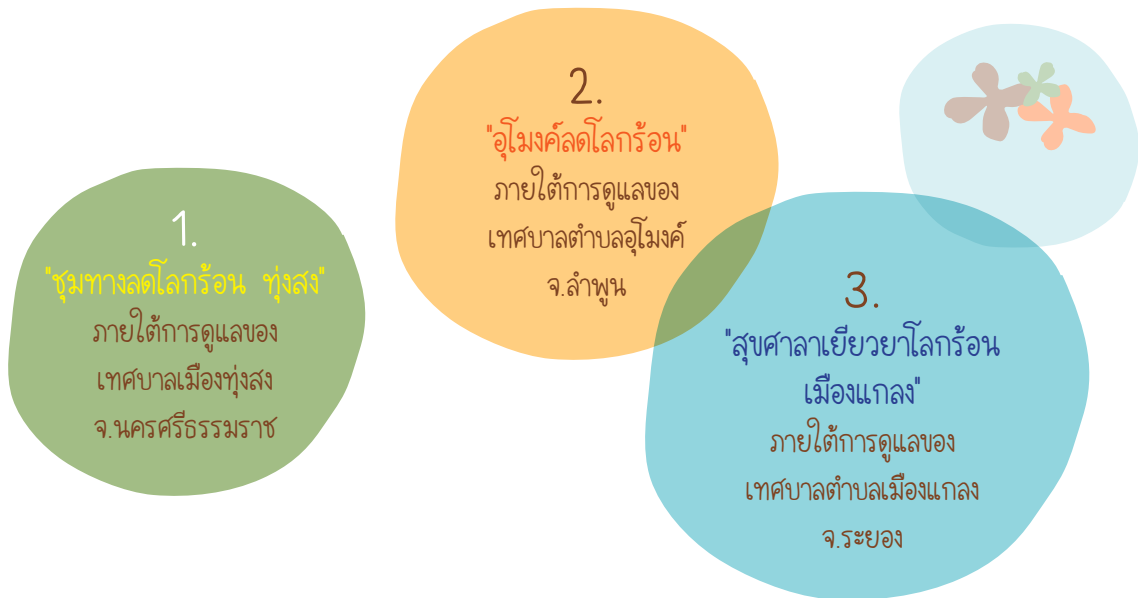 1.
"ชุมทางลดโลกร้อน ทุ่งสง"
ภายใต้การดูแลของ
เทศบาลเมืองทุ่งสง
จ.นครศรีธรรมราช
2.
"อุโมงค์ลดโลกร้อน"
ภายใต้การดูแลของ
เทศบาลตำบลอุโมงค์
จ.ลำพูน
3.
"สุขศาลาเยียวยาโลกร้อน
เมืองแกลง"
ภายใต้การดูแลของ
เทศบาลตำบลเมืองแกลง
จ.ระยอง